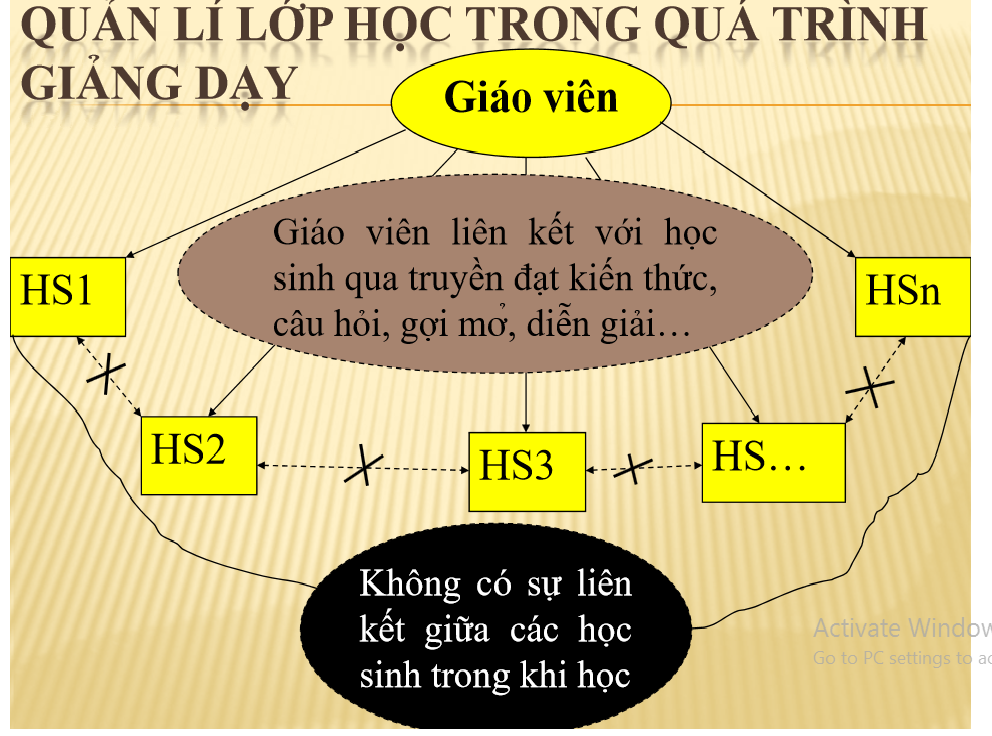 QUẢN LÍ LỚP HỌC TRONG QUÁ TRÌNH
GIẢNG DẠY
Giáo viên
Giáo viên liên kết với học
sinh qua truyền đạt kiến thức,
câu hỏi, gợi mở, diễn giải…
HS1
HSn
HS2
HS3
HS…
Không có sự liên
kết giữa các học
sinh trong khi học
Activate Window
Go to PC settings to ac